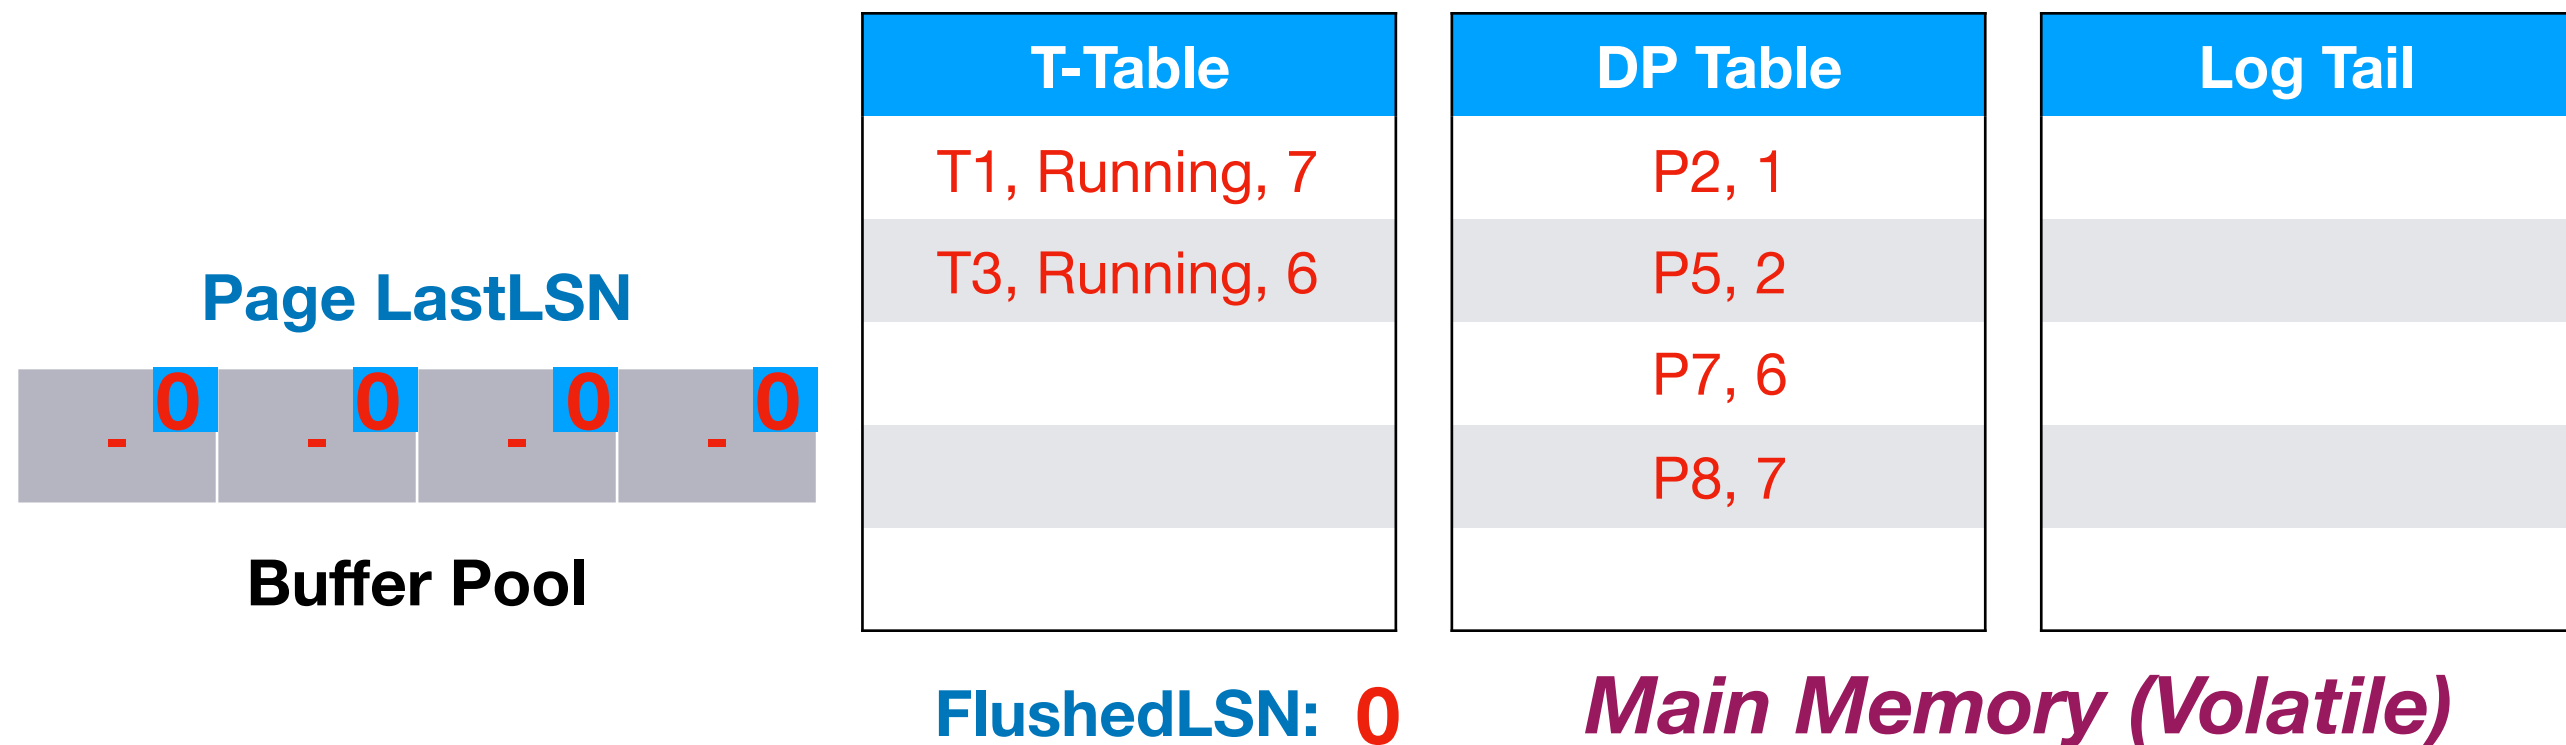 T-Table
DP Table
Log Tail
T1, Running, 7
P2, 1
T3, Running, 6
P5, 2
Page LastLSN
P7, 6
0 0 0 0
- - - -
P8, 7
Buffer Pool
FlushedLSN: 0
Main Memory (Volatile)